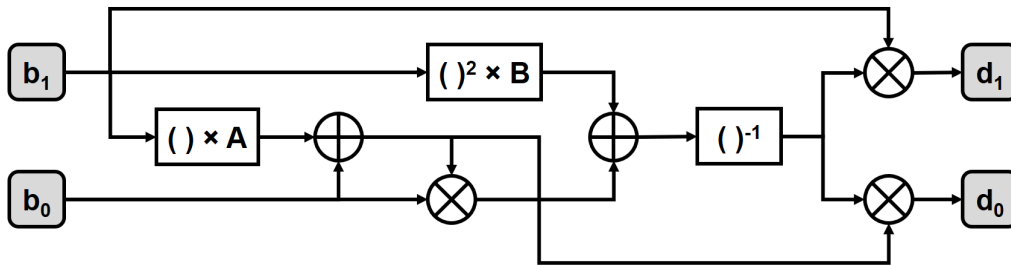 b₁
( )² × B
d₁
( ) × A
( )⁻¹
b₀
d₀